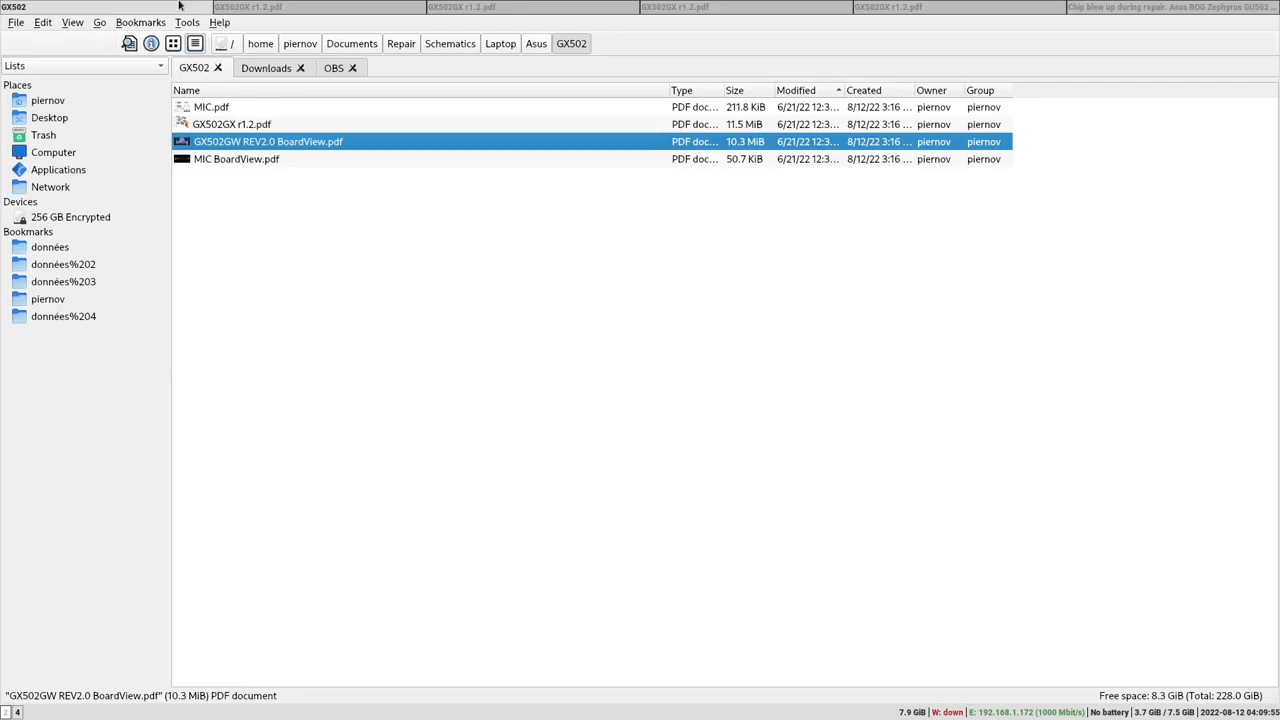 GX502 GX502GX r1.2.pdf GX502GX r1.2.pdf GX502GX r1.2.pdf GX502GX r1.2.pdf Chip blew up during repair. Asus ROG Zephyrus GU502 ...
File Edit View Go Bookmarks Tools Help
/ home piernov Documents Repair Schematics Laptop Asus GX502
Lists
GX502 Downloads OBS
Places
piernov
Desktop
Trash
Computer
Applications
Network
Devices
256 GB Encrypted
Bookmarks
données
données%202
données%203
piernov
données%204
Name Type Size Modified Created Owner Group
MIC.pdf PDF doc... 211.8 KiB 6/21/22 12:3... 8/12/22 3:16 ... piernov piernov
GX502GX r1.2.pdf PDF doc... 11.5 MiB 6/21/22 12:3... 8/12/22 3:16 ... piernov piernov
GX502GW REV2.0 BoardView.pdf PDF doc... 10.3 MiB 6/21/22 12:3... 8/12/22 3:16 ... piernov piernov
MIC BoardView.pdf PDF doc... 50.7 KiB 6/21/22 12:3... 8/12/22 3:16 ... piernov piernov
"GX502GW REV2.0 BoardView.pdf" (10.3 MiB) PDF document Free space: 8.3 GiB (Total: 228.0 GiB)
2 4 7.9 GiB | W: down | E: 192.168.1.172 (1000 Mbit/s) | No battery | 3.7 GiB / 7.5 GiB | 2022-08-12 04:09:55